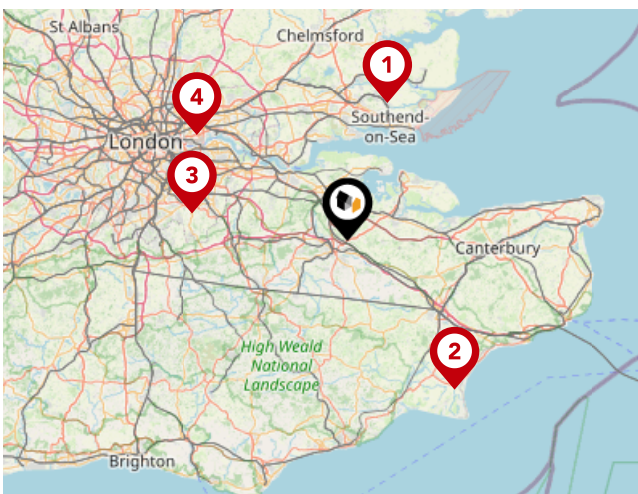 St Albans
Chelmsford
1
4
Southend-
on-Sea
London
3
Canterbury
2
High Weald
National
Landscape
Brighton